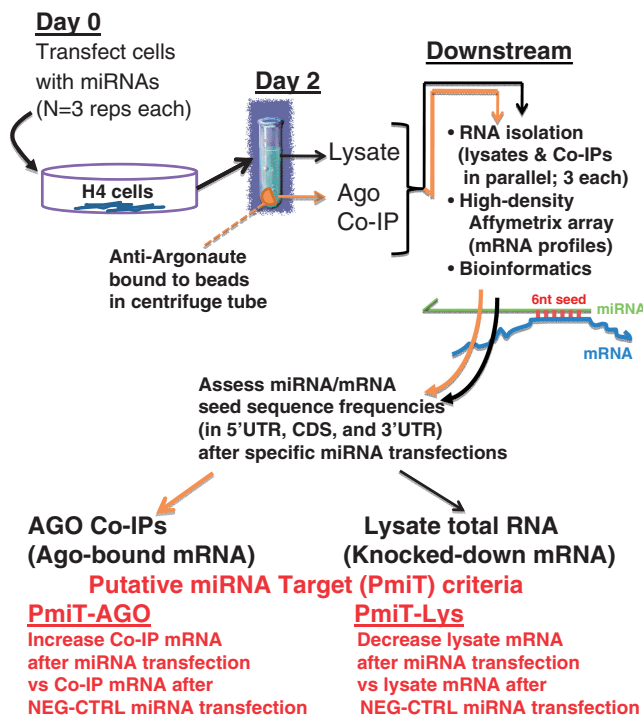 Day 0
Transfect cells
with miRNAs
(N=3 reps each)
H4 cells
Day 2
Lysate
Ago
Co-IP
Anti-Argonaute
bound to beads
in centrifuge tube
Downstream
• RNA isolation
(lysates & Co-IPs
in parallel; 3 each)
• High-density
Affymetrix array
(mRNA profiles)
• Bioinformatics
6nt seed
miRNA
mRNA
Assess miRNA/mRNA
seed sequence frequencies
(in 5'UTR, CDS, and 3'UTR)
after specific miRNA transfections
AGO Co-IPs
(Ago-bound mRNA)
Lysate total RNA
(Knocked-down mRNA)
Putative miRNA Target (PmiT) criteria
PmiT-AGO
Increase Co-IP mRNA
after miRNA transfection
vs Co-IP mRNA after
NEG-CTRL miRNA transfection
PmiT-Lys
Decrease lysate mRNA
after miRNA transfection
vs lysate mRNA after
NEG-CTRL miRNA transfection